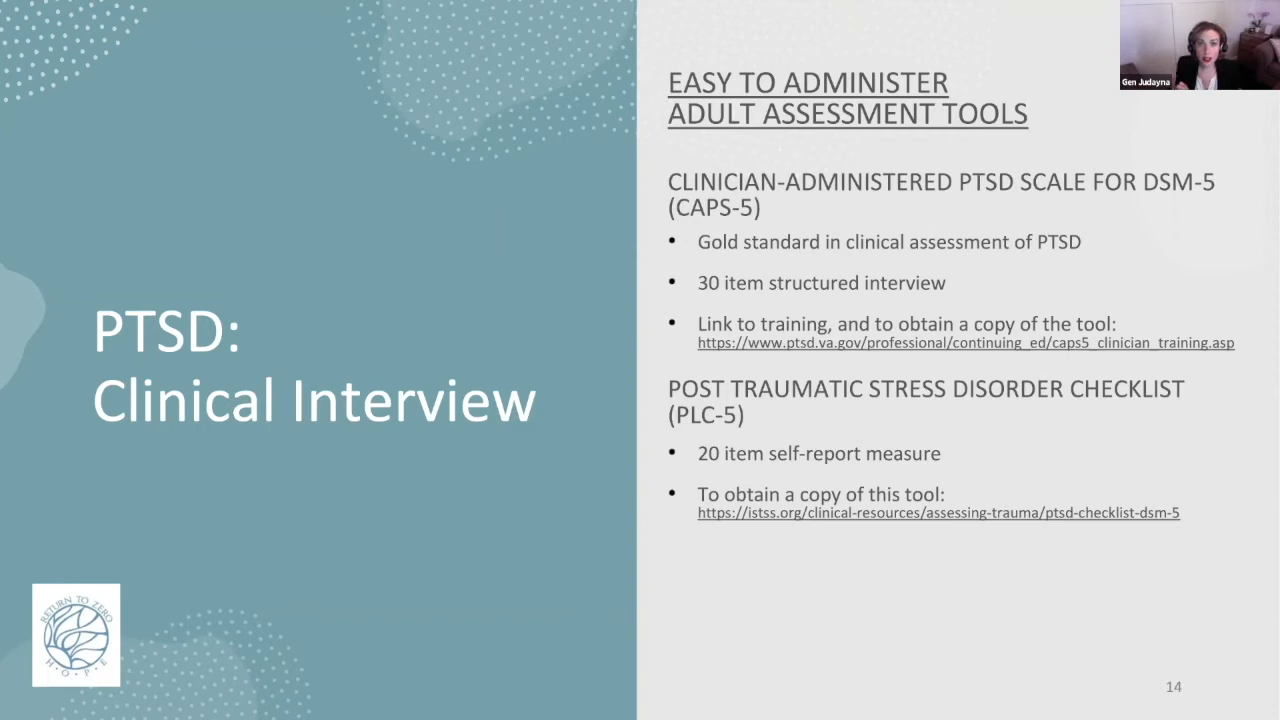 Gen Judayna
EASY TO ADMINISTER
ADULT ASSESSMENT TOOLS
CLINICIAN-ADMINISTERED PTSD SCALE FOR DSM-5
(CAPS-5)
• Gold standard in clinical assessment of PTSD
• 30 item structured interview
• Link to training, and to obtain a copy of the tool:
https://www.ptsd.va.gov/professional/continuing_ed/caps5_clinician_training.asp
POST TRAUMATIC STRESS DISORDER CHECKLIST
(PLC-5)
• 20 item self-report measure
• To obtain a copy of this tool:
https://istss.org/clinical-resources/assessing-trauma/ptsd-checklist-dsm-5
PTSD:
Clinical Interview
RETURN TO ZERO
H·O·P·E
14